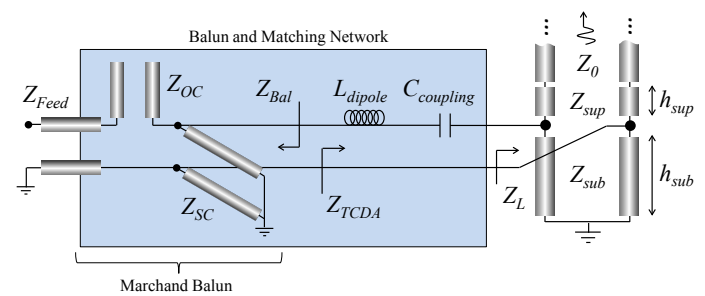 Balun and Matching Network
Z_Feed
Z_OC
Z_Bal
L_dipole
C_coupling
Z_0
Z_sup
h_sup
Z_SC
Z_TCDA
Z_L
Z_sub
h_sub
Marchand Balun